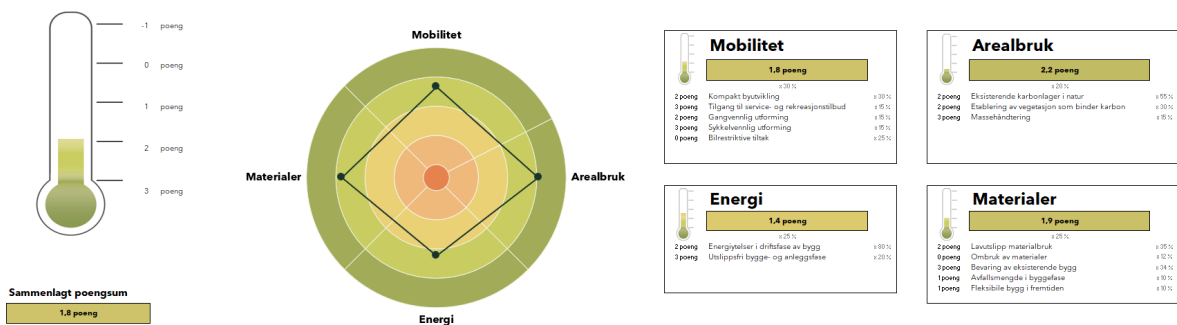 -1 poeng
0 poeng
1 poeng
2 poeng
3 poeng
Sammenlagt poengsum
1,8 poeng
Mobilitet
Arealbruk
Energi
Materialer
Mobilitet
1,8 poeng
x 30 %
2 poeng Kompakt byutvikling x 30 %
3 poeng Tilgang til service- og rekreasjonstilbud x 15 %
2 poeng Gangvennlig utforming x 15 %
3 poeng Sykkelvennlig utforming x 15 %
0 poeng Bilrestriktive tiltak x 25 %
Arealbruk
2,2 poeng
x 20 %
2 poeng Eksisterende karbonlager i natur x 55 %
2 poeng Etablering av vegetasjon som binder karbon x 30 %
3 poeng Massehåndtering x 15 %
Energi
1,4 poeng
x 25 %
2 poeng Energiytelser i driftsfase av bygg x 80 %
3 poeng Utslippsfri bygge- og anleggsfase x 20 %
Materialer
1,9 poeng
x 25 %
2 poeng Lavutslipp materialbruk x 35 %
0 poeng Ombruk av materialer x 12 %
3 poeng Bevaring av eksisterende bygg x 34 %
1 poeng Avfallsmengde i byggefase x 10 %
1 poeng Fleksibile bygg i fremtiden x 10 %